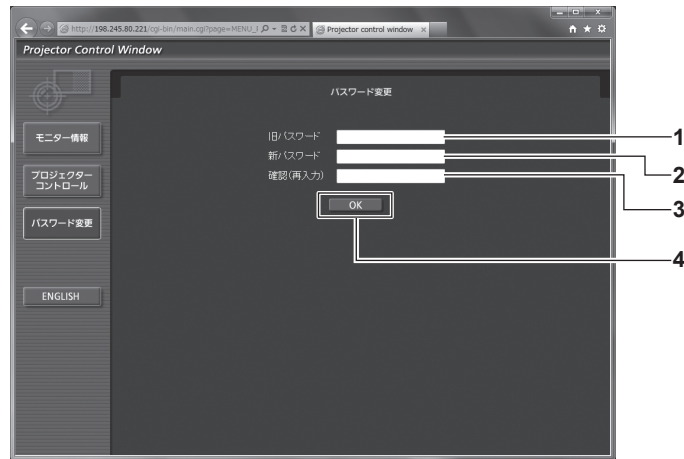 http://198.245.80.221/cgi-bin/main.cgi?page=MENU_
Projector control window
Projector Control Window
パスワード変更
モニター情報
プロジェクター
コントロール
パスワード変更
ENGLISH
旧パスワード
新パスワード
確認(再入力)
OK
1
2
3
4